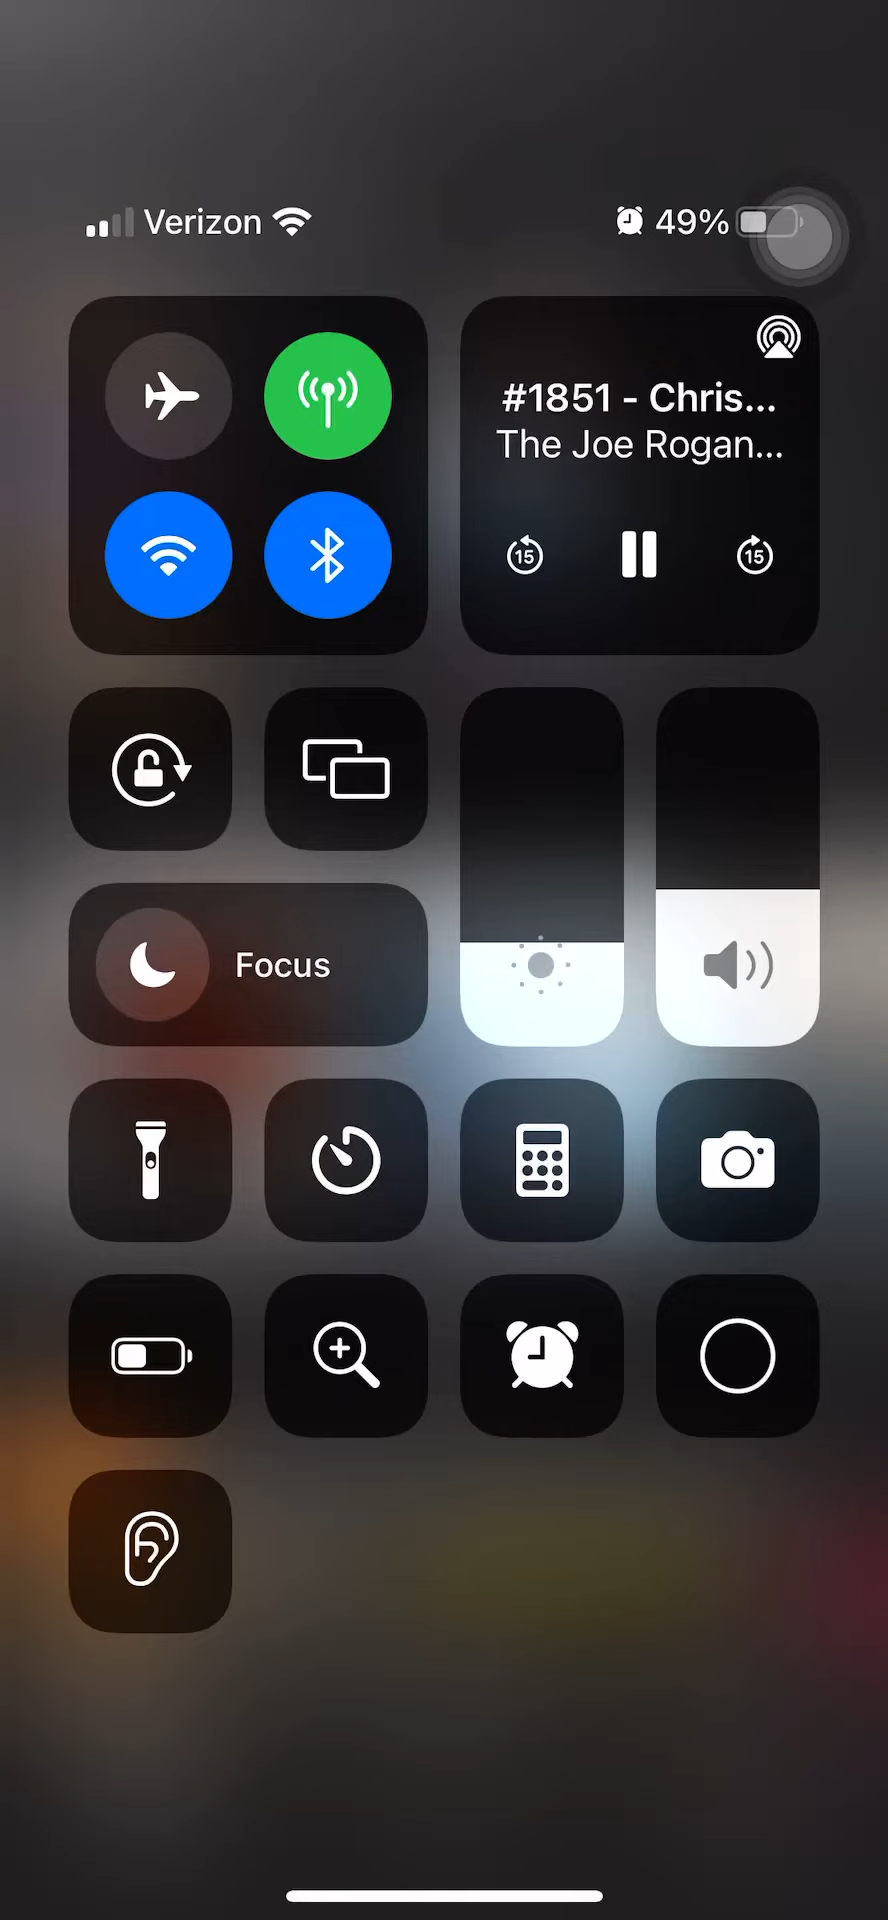 Verizon 49%
#1851 - Chris...
The Joe Rogan...
15 15
Focus